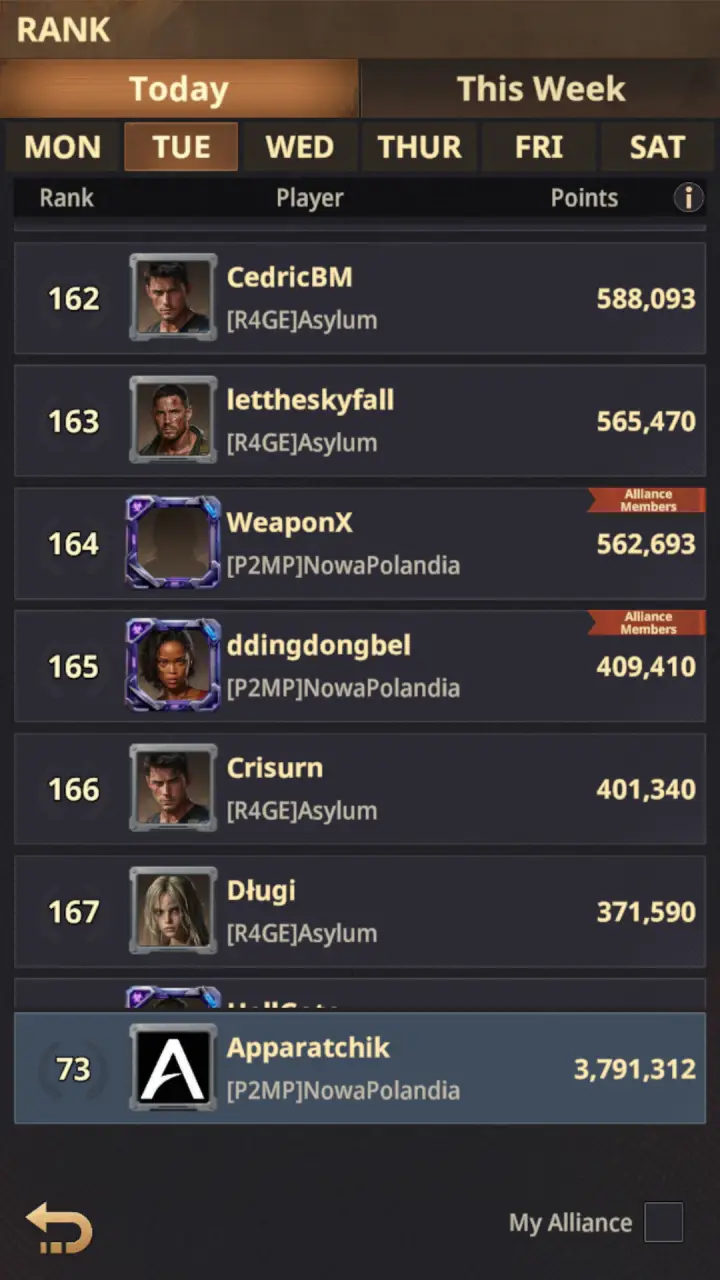 RANK
Today
This Week
MON
TUE
WED
THUR
FRI
SAT
Rank
Player
Points
162
CedricBM
[R4GE]Asylum
588,093
163
lettheskyfall
[R4GE]Asylum
565,470
Alliance
Members
164
WeaponX
[P2MP]NowaPolandia
562,693
Alliance
Members
165
ddingdongbel
[P2MP]NowaPolandia
409,410
166
Crisurn
[R4GE]Asylum
401,340
167
Długi
[R4GE]Asylum
371,590
73
Apparatchik
[P2MP]NowaPolandia
3,791,312
My Alliance